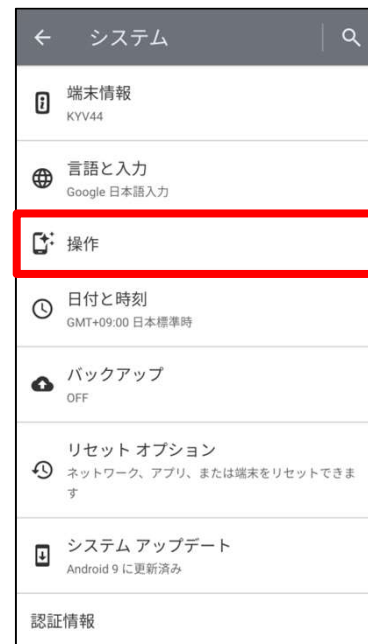 システム
端末情報
KYV44
言語と入力
Google 日本語入力
操作
日付と時刻
GMT+09:00 日本標準時
バックアップ
OFF
リセット オプション
ネットワーク、アプリ、または端末をリセットできま
す
システム アップデート
Android 9 に更新済み
認証情報